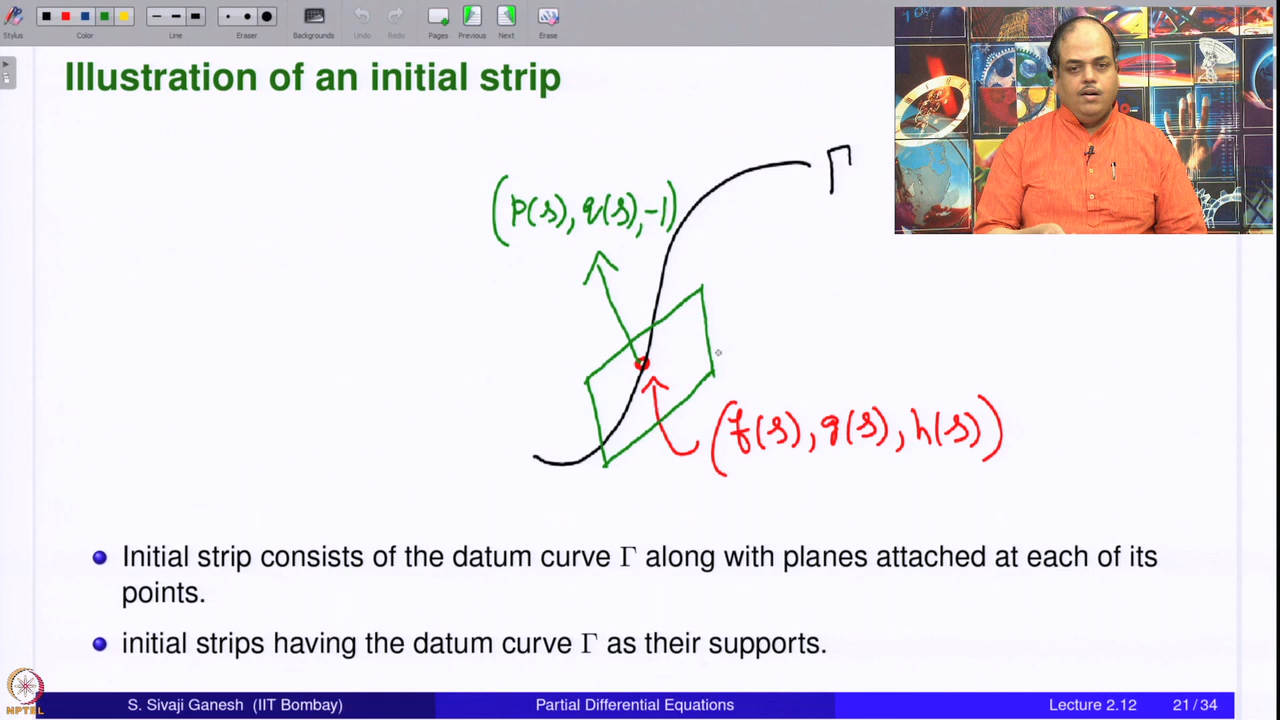 Stylus
Color
Line
Eraser
Backgrounds
Undo
Redo
Pages
Previous
Next
Erase
Illustration of an initial strip
Γ
(p(s), q(s), -1)
(f(s), g(s), h(s))
Initial strip consists of the datum curve Γ along with planes attached at each of its
points.
initial strips having the datum curve Γ as their supports.
NPTEL
S. Sivaji Ganesh (IIT Bombay)
Partial Differential Equations
Lecture 2.12
21 / 34